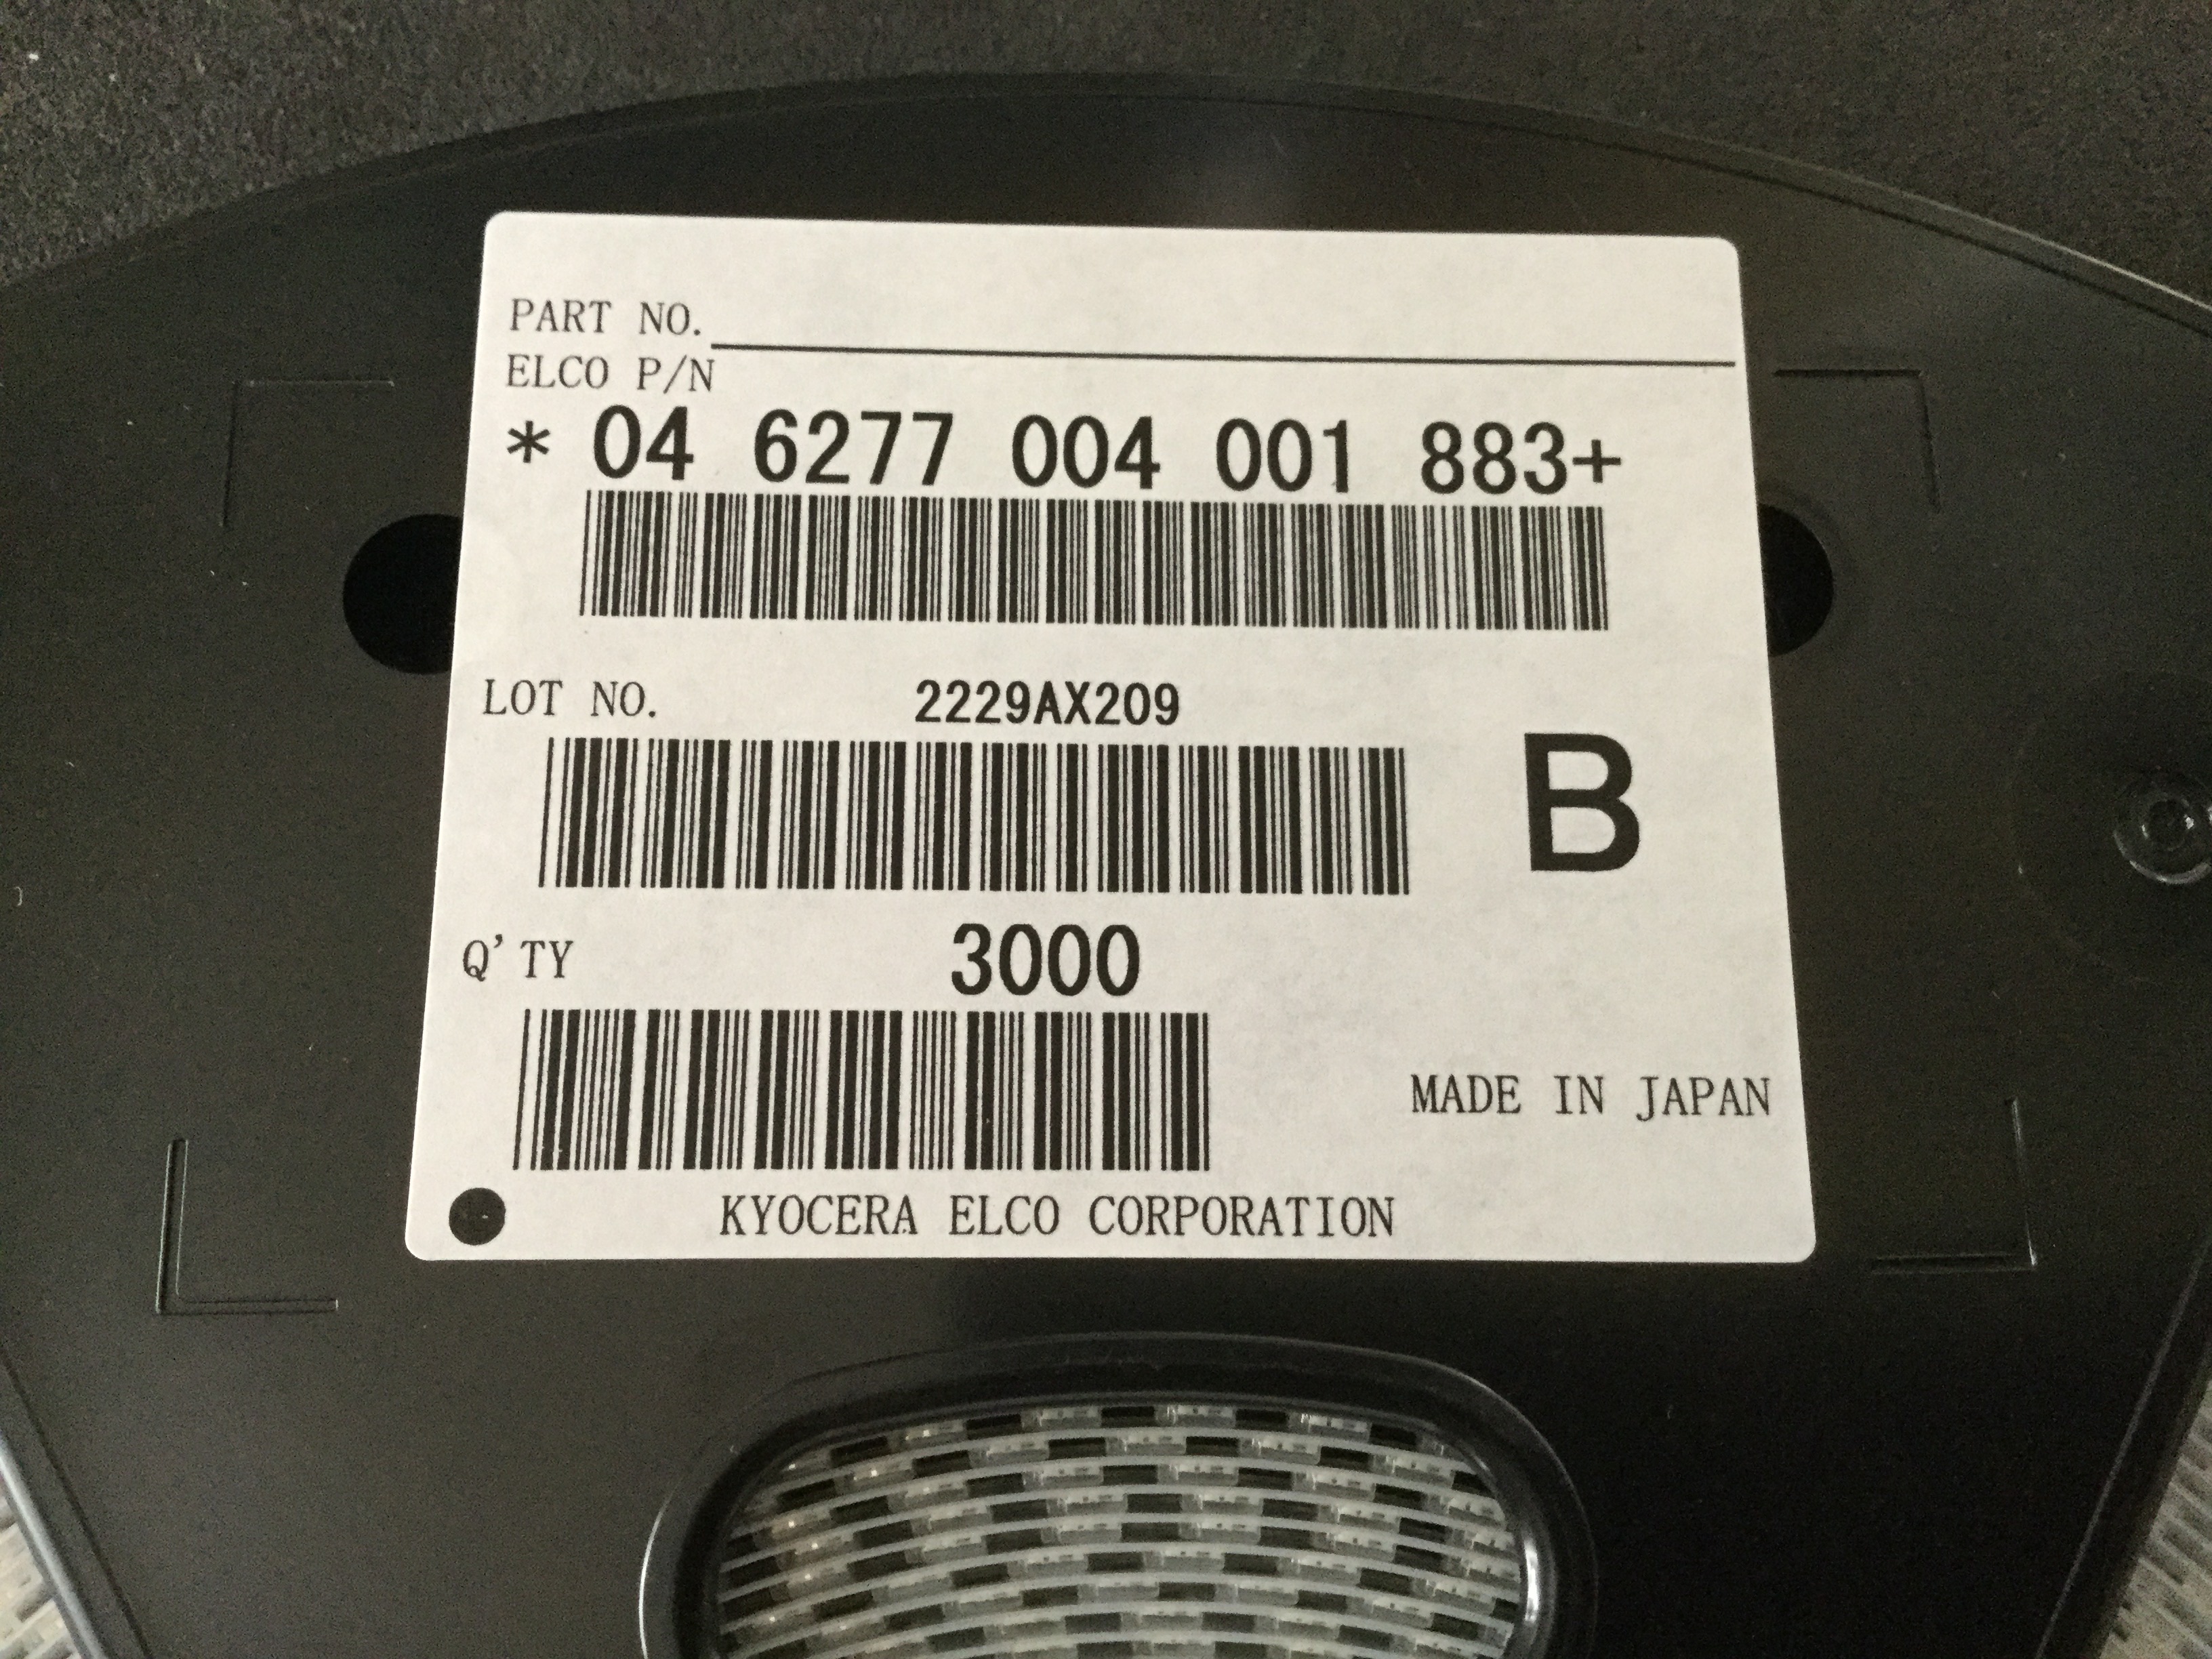 PART NO.
ELCO P/N
* 04 6277 004 001 883+
LOT NO. 2229AX209
B
Q'TY 3000
MADE IN JAPAN
KYOCERA ELCO CORPORATION